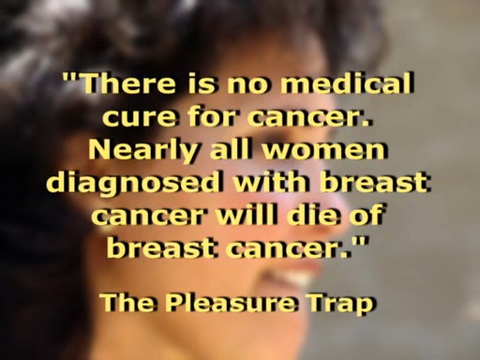 "There is no medical
cure for cancer.
Nearly all women
diagnosed with breast
cancer will die of
breast cancer."
The Pleasure Trap